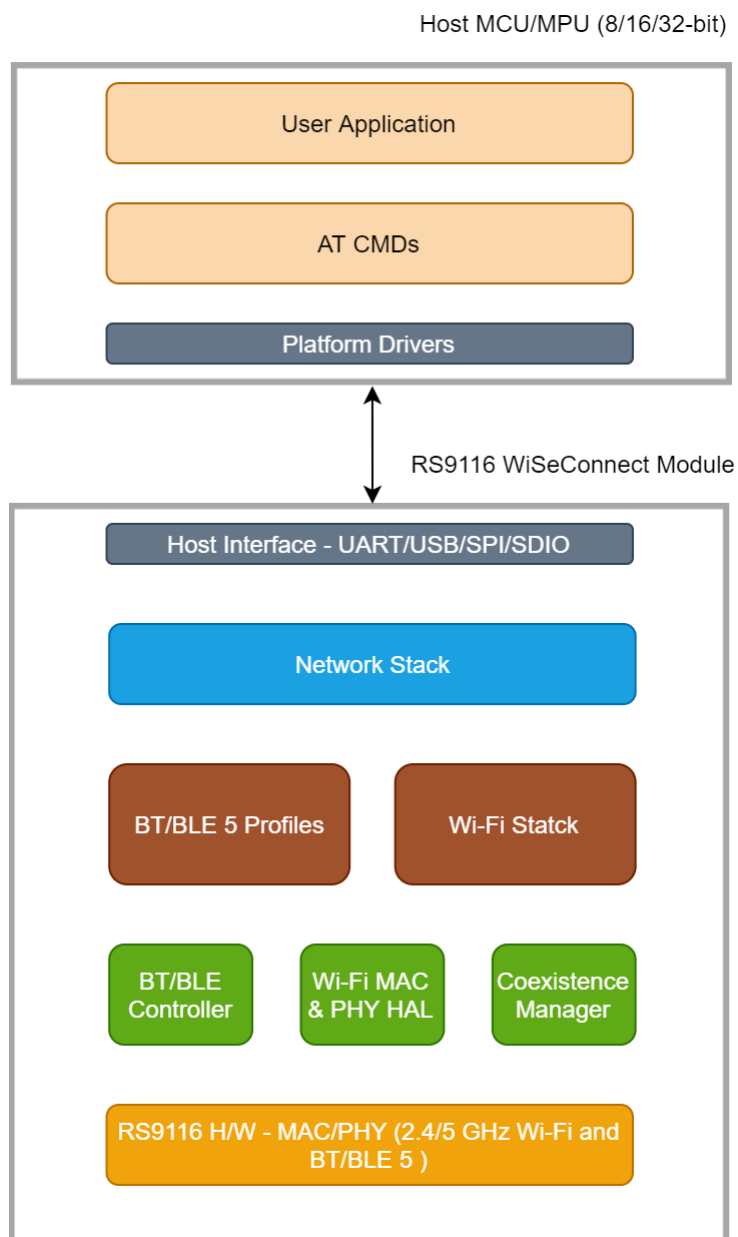 Host MCU/MPU (8/16/32-bit)
User Application
AT CMDs
Platform Drivers
RS9116 WiSeConnect Module
Host Interface - UART/USB/SPI/SDIO
Network Stack
BT/BLE 5 Profiles
Wi-Fi Statck
BT/BLE
Controller
Wi-Fi MAC
& PHY HAL
Coexistence
Manager
RS9116 H/W - MAC/PHY (2.4/5 GHz Wi-Fi and
BT/BLE 5 )